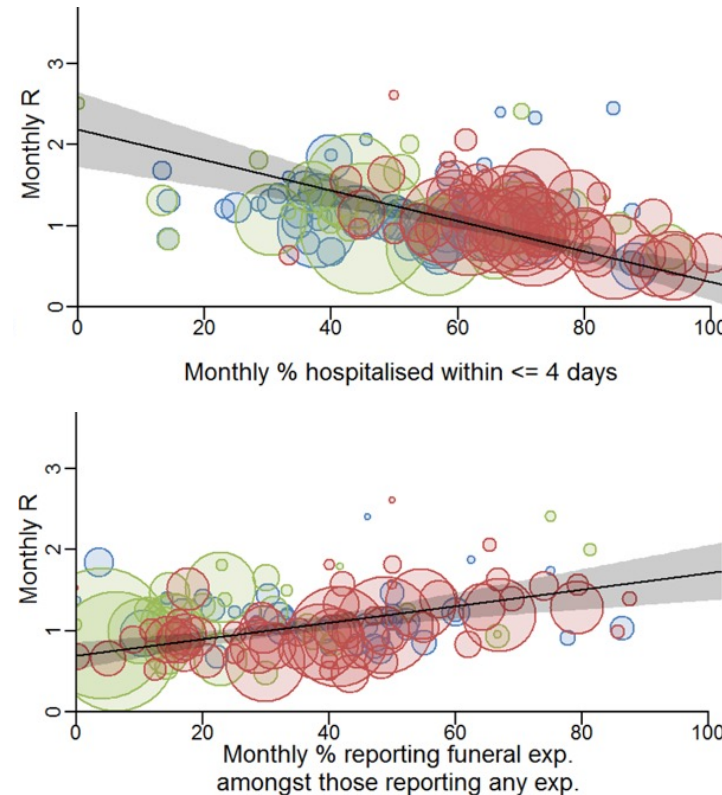 Monthly R
3
2
1
0
0 20 40 60 80 100
Monthly % hospitalised within <= 4 days
Monthly R
3
2
1
0
0 20 40 60 80 100
Monthly % reporting funeral exp.
amongst those reporting any exp.